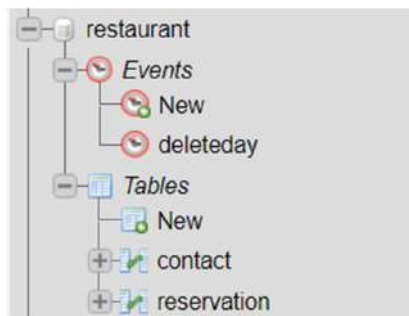 restaurant
Events
New
deleteday
Tables
New
contact
reservation